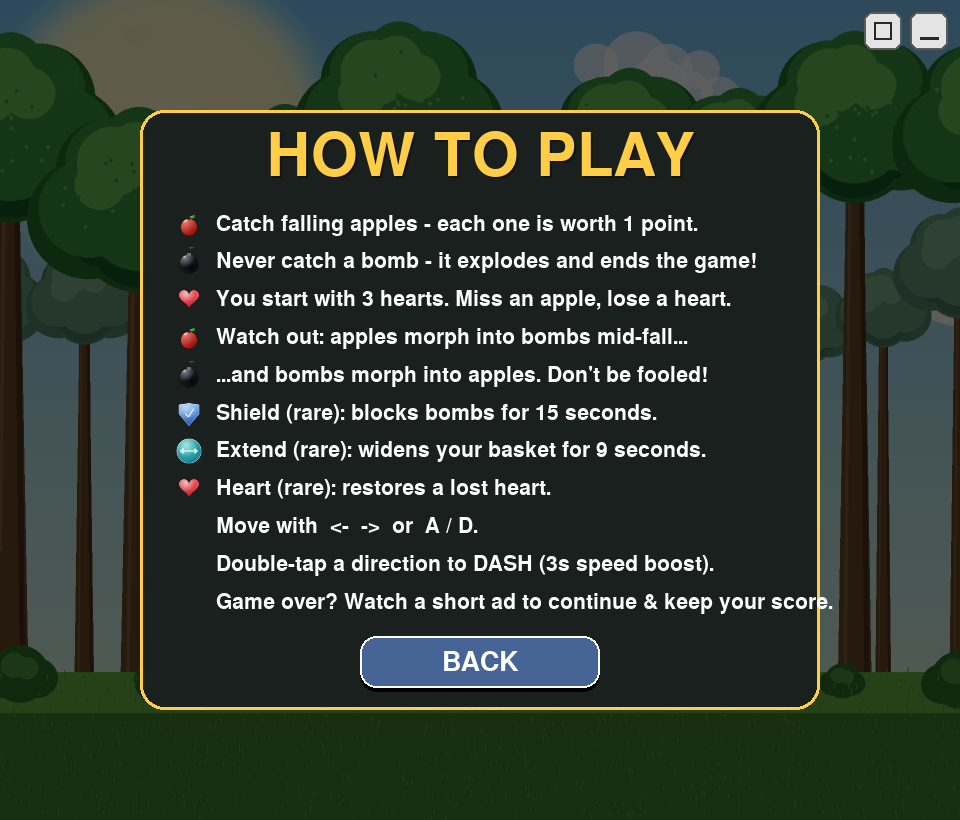 HOW TO PLAY
Catch falling apples - each one is worth 1 point.
Never catch a bomb - it explodes and ends the game!
You start with 3 hearts. Miss an apple, lose a heart.
Watch out: apples morph into bombs mid-fall...
...and bombs morph into apples. Don't be fooled!
Shield (rare): blocks bombs for 15 seconds.
Extend (rare): widens your basket for 9 seconds.
Heart (rare): restores a lost heart.
Move with <- -> or A / D.
Double-tap a direction to DASH (3s speed boost).
Game over? Watch a short ad to continue & keep your score.
BACK